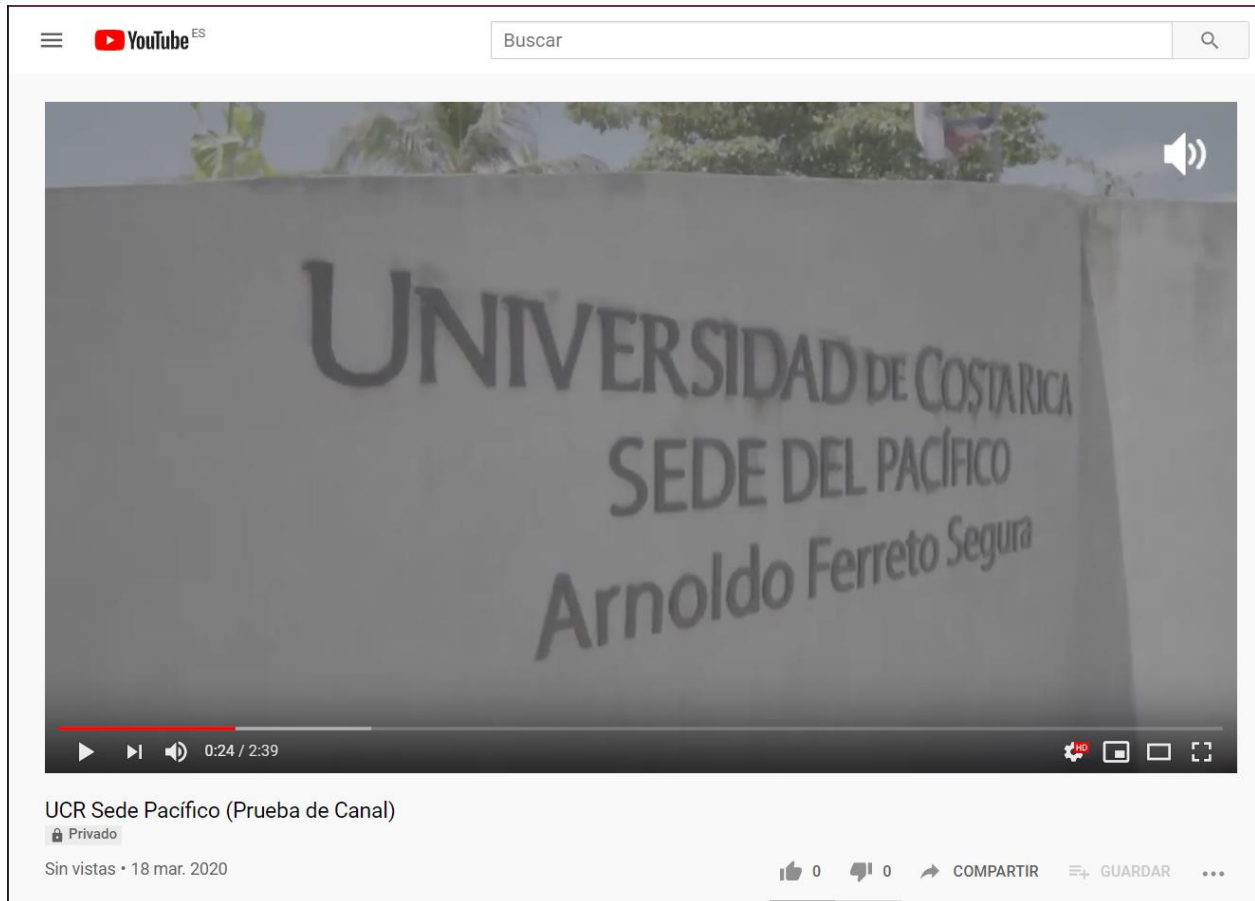 YouTube ES
Buscar
UNIVERSIDAD DE COSTA RICA
SEDE DEL PACÍFICO
Arnoldo Ferreto Segura
0:24 / 2:39
HD
UCR Sede Pacífico (Prueba de Canal)
Privado
Sin vistas • 18 mar. 2020
0 0 COMPARTIR GUARDAR